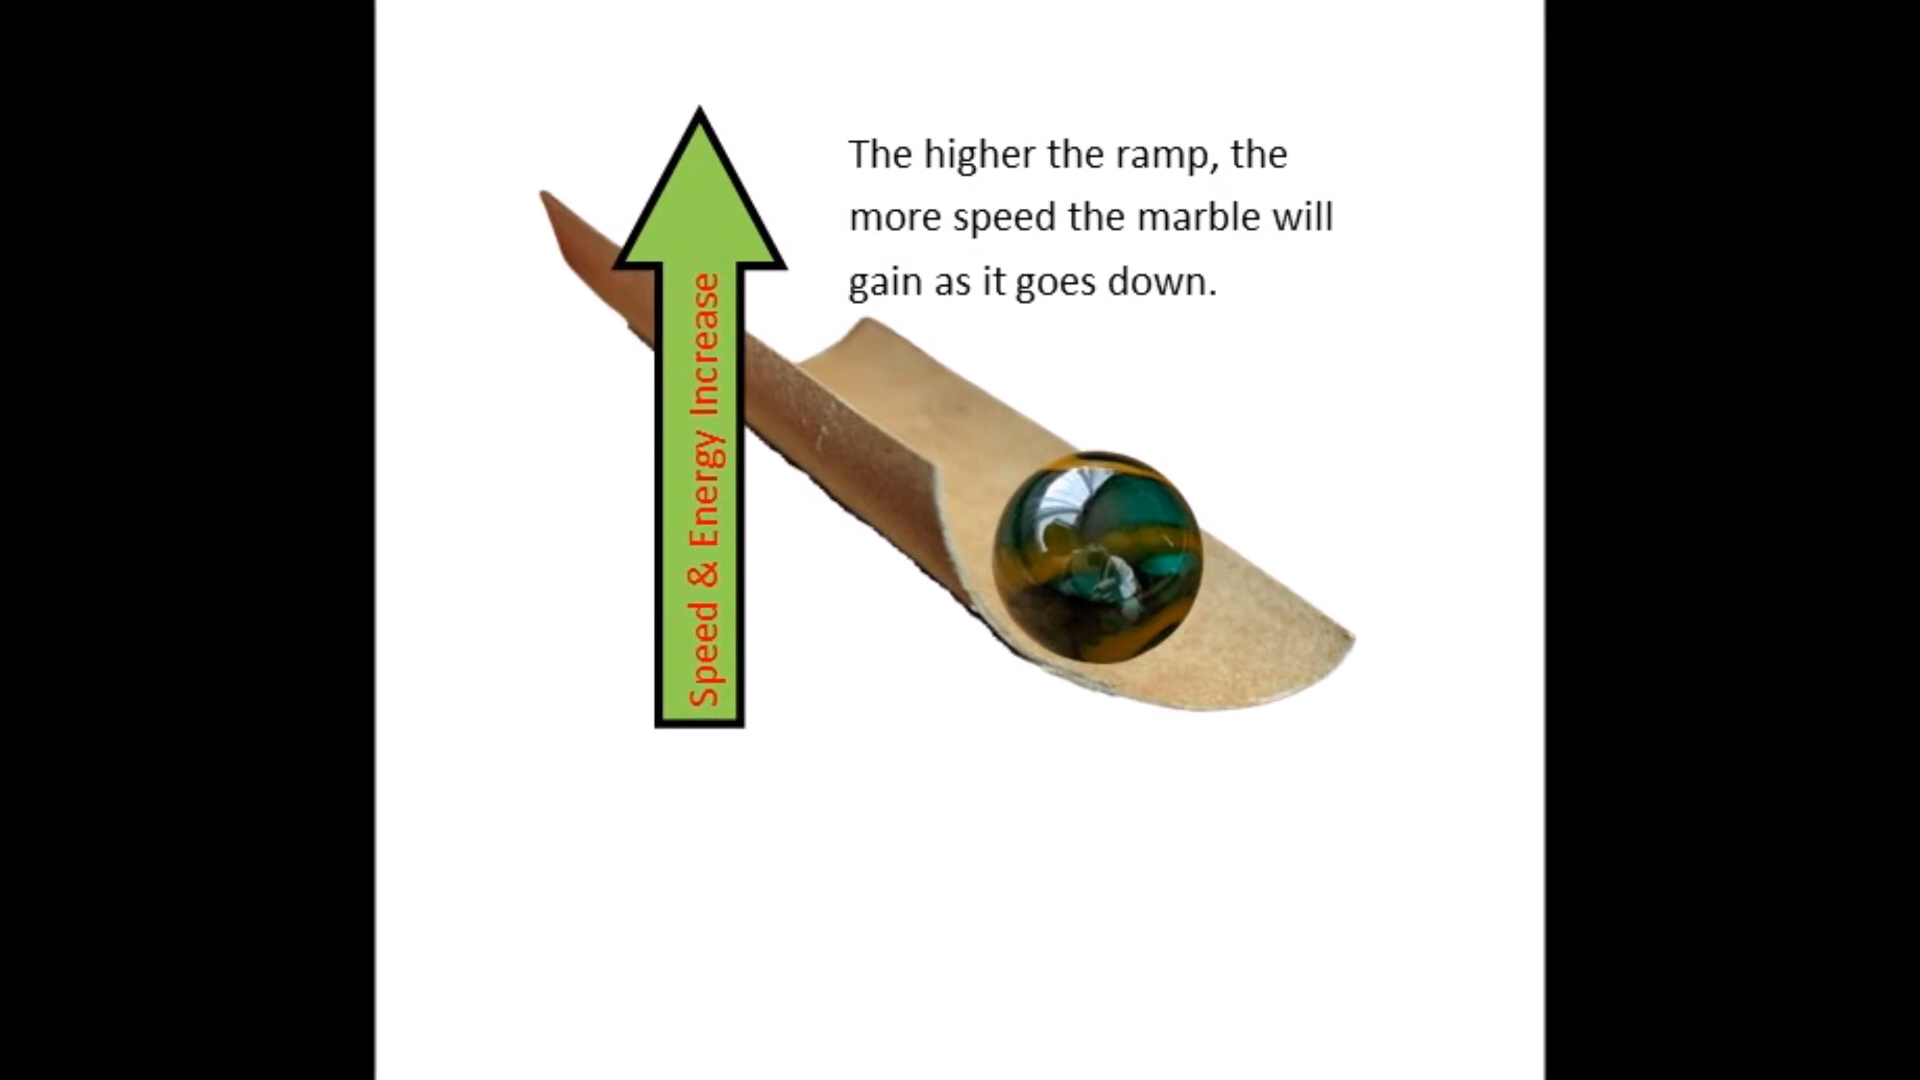 The higher the ramp, the
more speed the marble will
gain as it goes down.
Speed & Energy Increase